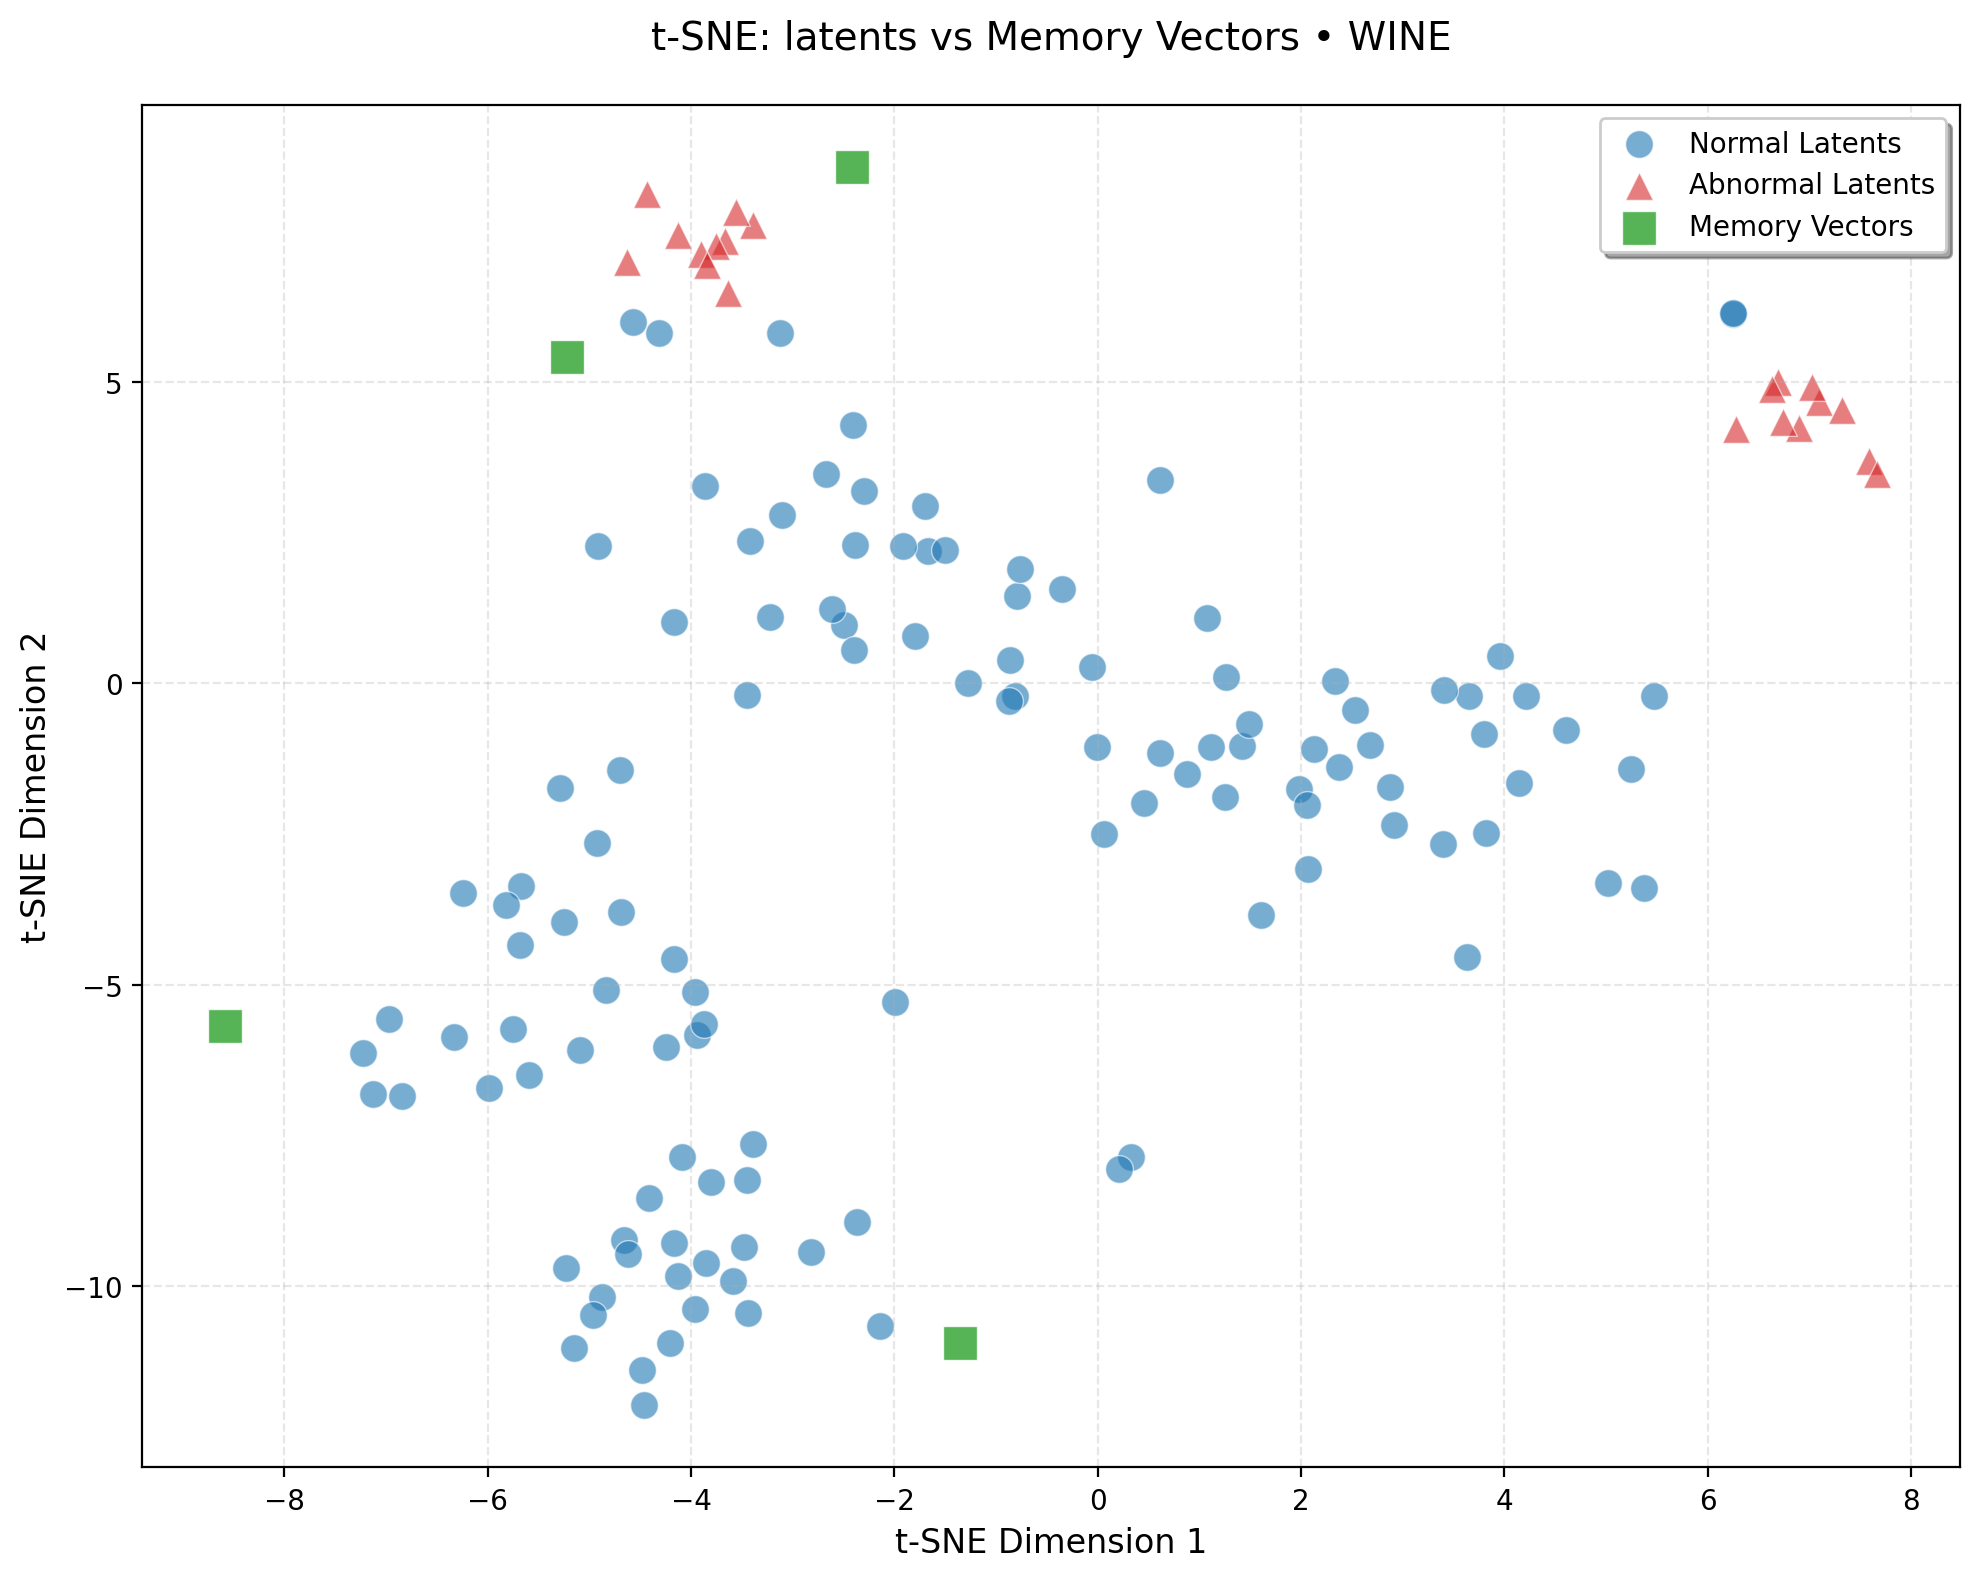 t-SNE: latents vs Memory Vectors • WINE
Normal Latents
Abnormal Latents
Memory Vectors
t-SNE Dimension 2
5
0
−5
−10
−8
−6
−4
−2
0
2
4
6
8
t-SNE Dimension 1